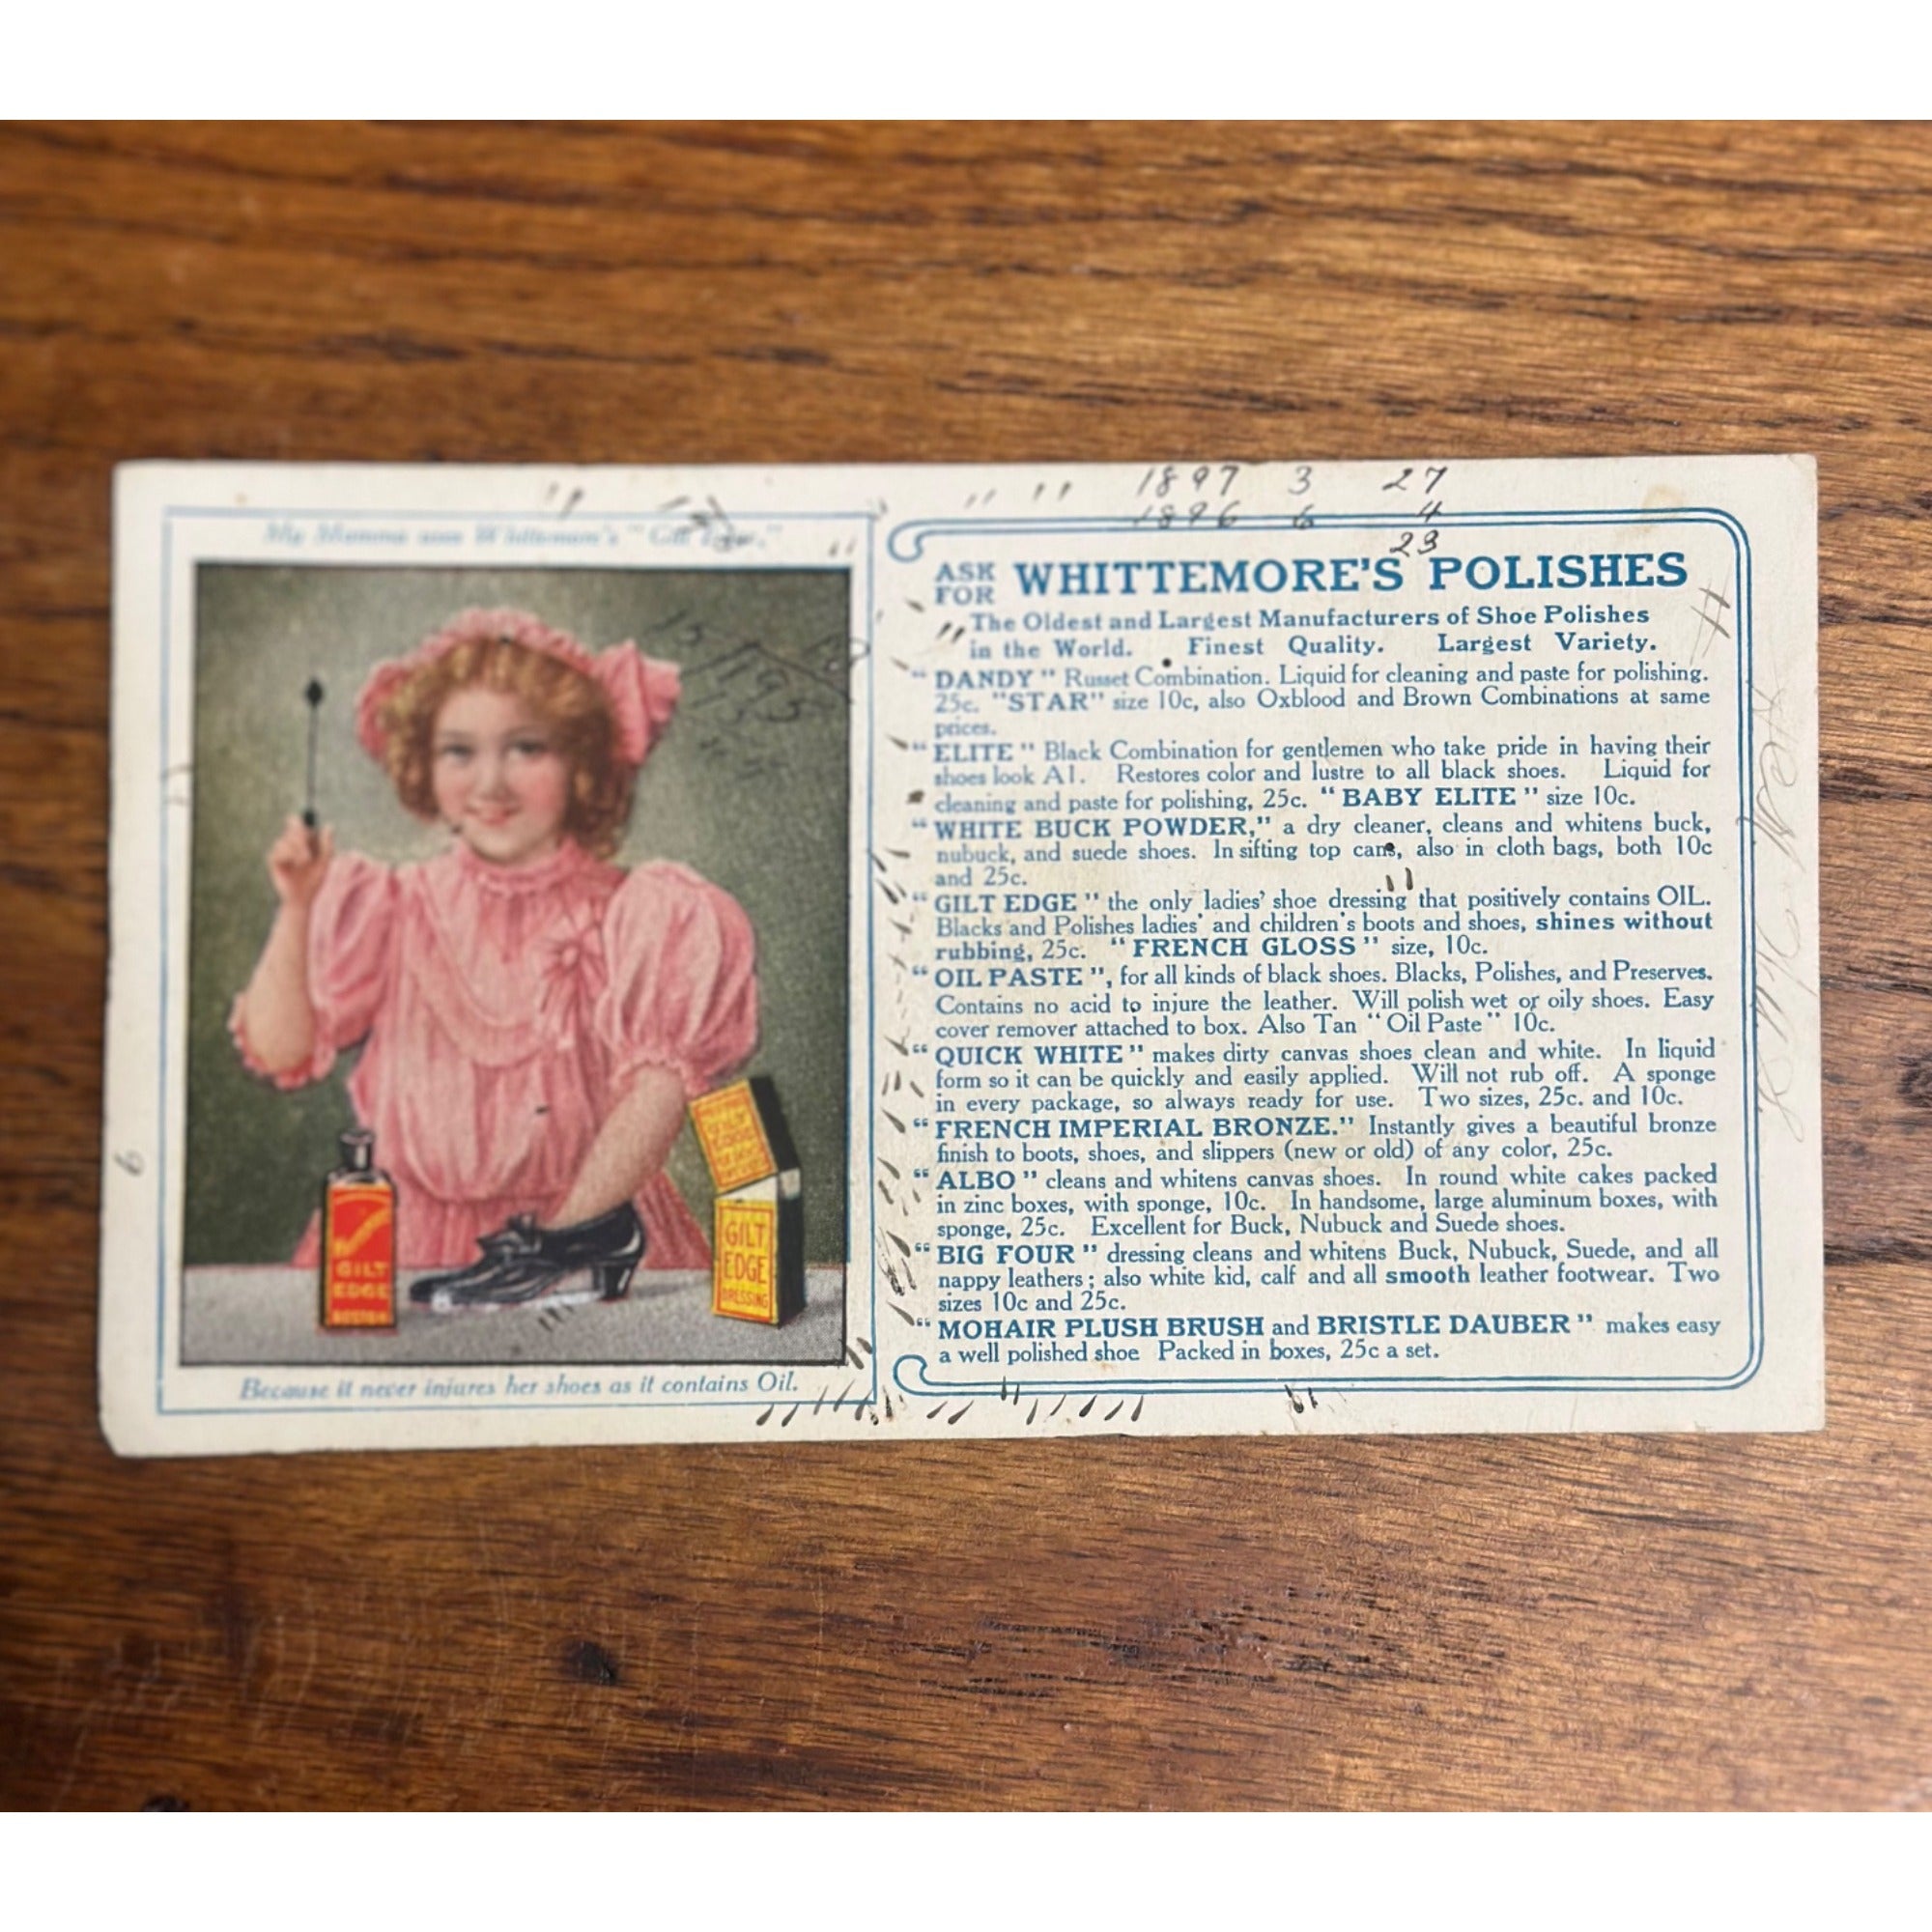 1897 3 27
1896 6 4
23
My Mamma uses Whittemore's "Gilt Edge."
GILT
EDGE
BOSTON
GILT
EDGE
DRESSING
Because it never injures her shoes as it contains Oil.
6
ASK FOR WHITTEMORE'S POLISHES
The Oldest and Largest Manufacturers of Shoe Polishes
in the World. Finest Quality. Largest Variety.
"DANDY" Russet Combination. Liquid for cleaning and paste for polishing.
25c. "STAR" size 10c, also Oxblood and Brown Combinations at same
prices.
"ELITE" Black Combination for gentlemen who take pride in having their
shoes look A1. Restores color and lustre to all black shoes. Liquid for
cleaning and paste for polishing, 25c. "BABY ELITE" size 10c.
"WHITE BUCK POWDER," a dry cleaner, cleans and whitens buck,
nubuck, and suede shoes. In sifting top cans, also in cloth bags, both 10c
and 25c.
"GILT EDGE" the only ladies' shoe dressing that positively contains OIL.
Blacks and Polishes ladies' and children's boots and shoes, shines without
rubbing, 25c. "FRENCH GLOSS" size, 10c.
"OIL PASTE", for all kinds of black shoes. Blacks, Polishes, and Preserves.
Contains no acid to injure the leather. Will polish wet or oily shoes. Easy
cover remover attached to box. Also Tan "Oil Paste" 10c.
"QUICK WHITE" makes dirty canvas shoes clean and white. In liquid
form so it can be quickly and easily applied. Will not rub off. A sponge
in every package, so always ready for use. Two sizes, 25c. and 10c.
"FRENCH IMPERIAL BRONZE." Instantly gives a beautiful bronze
finish to boots, shoes, and slippers (new or old) of any color, 25c.
"ALBO" cleans and whitens canvas shoes. In round white cakes packed
in zinc boxes, with sponge, 10c. In handsome, large aluminum boxes, with
sponge, 25c. Excellent for Buck, Nubuck and Suede shoes.
"BIG FOUR" dressing cleans and whitens Buck, Nubuck, Suede, and all
nappy leathers; also white kid, calf and all smooth leather footwear. Two
sizes 10c and 25c.
"MOHAIR PLUSH BRUSH and BRISTLE DAUBER" makes easy
a well polished shoe Packed in boxes, 25c a set.